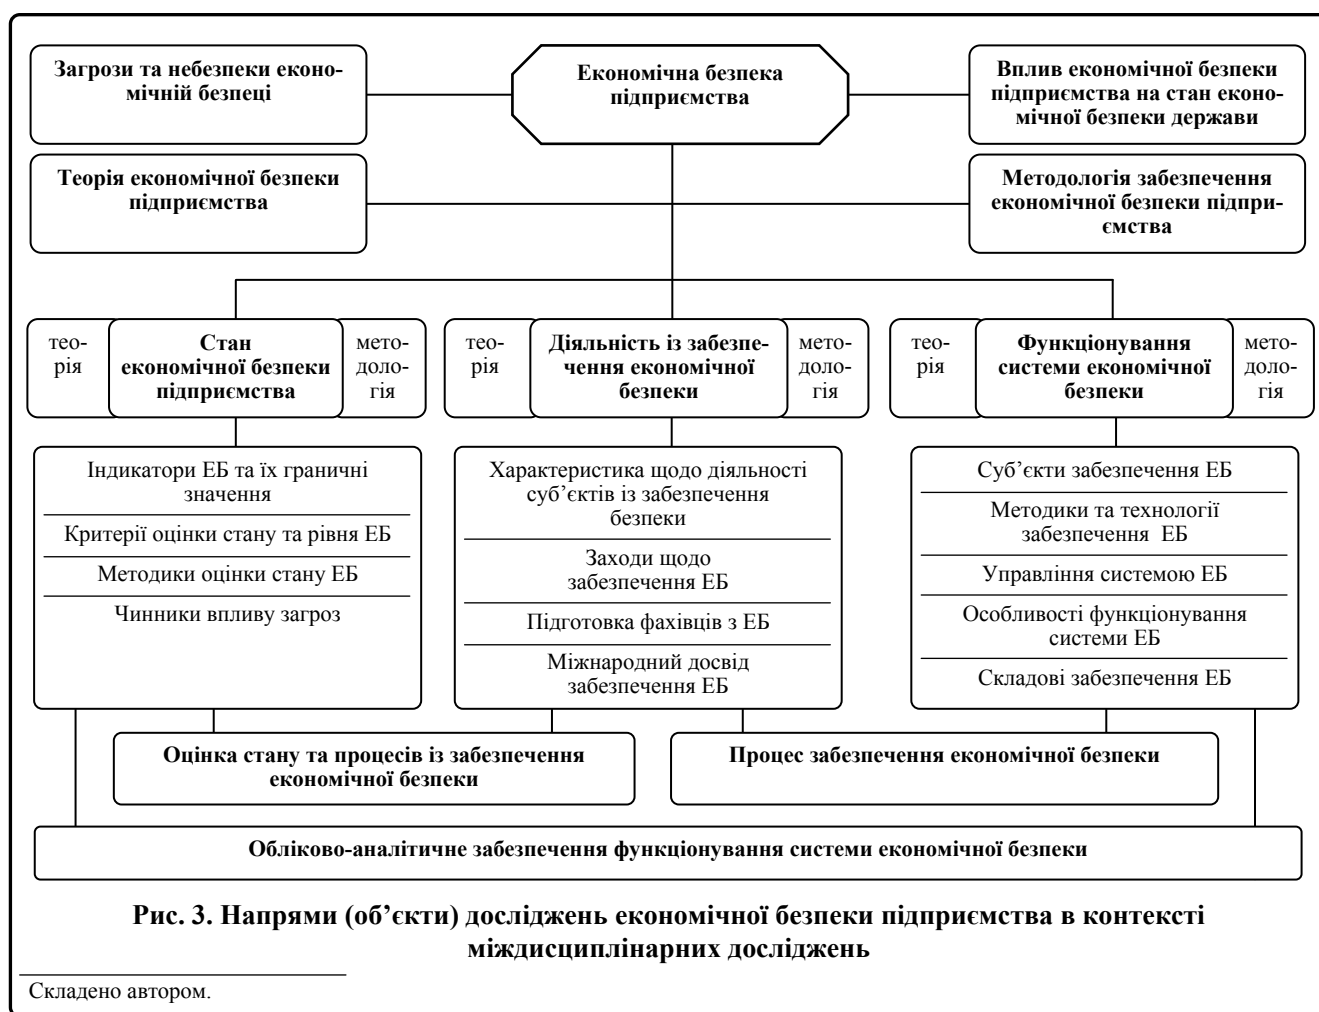 Загрози та небезпеки еконо-
мічній безпеці
Економічна безпека
підприємства
Вплив економічної безпеки
підприємства на стан еконо-
мічної безпеки держави
Теорія економічної безпеки
підприємства
Методологія забезпечення
економічної безпеки підпри-
ємства
тео-
рія
Стан
економічної безпеки
підприємства
мето-
доло-
гія
тео-
рія
Діяльність із забезпе-
чення економічної
безпеки
мето-
доло-
гія
тео-
рія
Функціонування
системи економічної
безпеки
мето-
доло-
гія
Індикатори ЕБ та їх граничні
значення
Критерії оцінки стану та рівня ЕБ
Методики оцінки стану ЕБ
Чинники впливу загроз
Характеристика щодо діяльності
суб’єктів із забезпечення
безпеки
Заходи щодо
забезпечення ЕБ
Підготовка фахівців з ЕБ
Міжнародний досвід
забезпечення ЕБ
Суб’єкти забезпечення ЕБ
Методики та технології
забезпечення ЕБ
Управління системою ЕБ
Особливості функціонування
системи ЕБ
Складові забезпечення ЕБ
Оцінка стану та процесів із забезпечення
економічної безпеки
Процес забезпечення економічної безпеки
Обліково-аналітичне забезпечення функціонування системи економічної безпеки
Рис. 3. Напрями (об’єкти) досліджень економічної безпеки підприємства в контексті
міждисциплінарних досліджень
Складено автором.